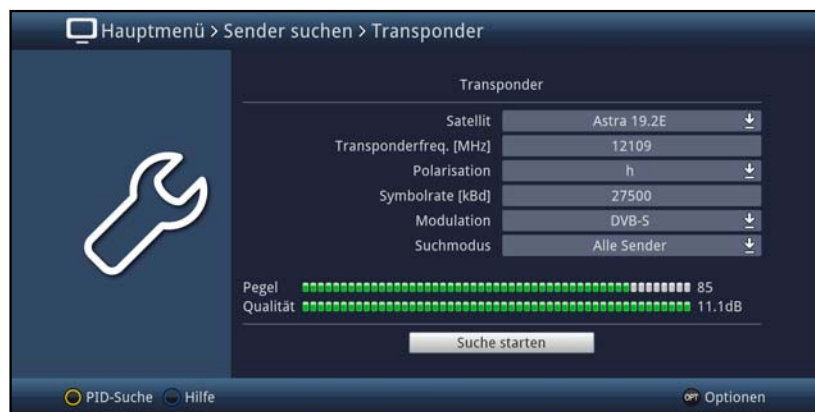 Hauptmenü > Sender suchen > Transponder
Transponder
Satellit Astra 19.2E
Transponderfreq. [MHz] 12109
Polarisation h
Symbolrate [kBd] 27500
Modulation DVB-S
Suchmodus Alle Sender
Pegel 85
Qualität 11.1dB
Suche starten
PID-Suche Hilfe OPT Optionen